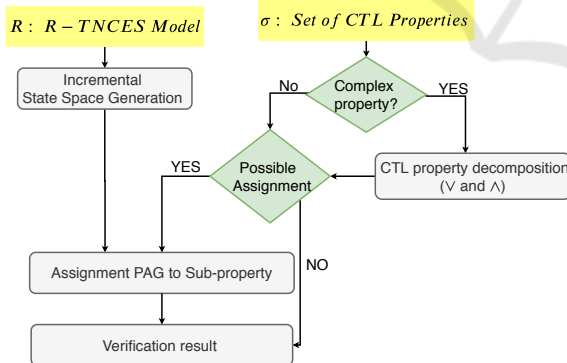 R : R − TNCES Model
σ : Set of CTL Properties
Incremental
State Space Generation
Complex
property?
No
YES
Possible
Assignment
YES
CTL property decomposition
(∨ and ∧)
Assignment PAG to Sub-property
NO
Verification result